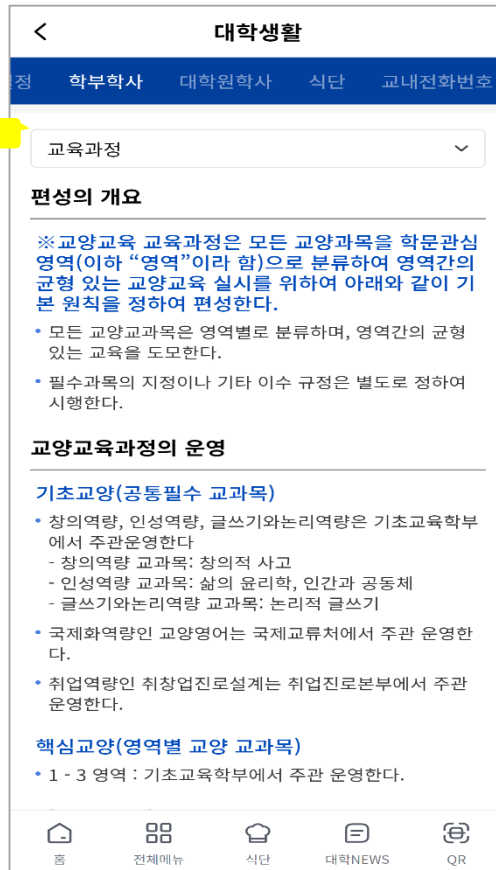 대학생활
정 학부학사 대학원학사 식단 교내전화번호
교육과정
편성의 개요
※교양교육 교육과정은 모든 교양과목을 학문관심
영역(이하 “영역”이라 함)으로 분류하여 영역간의
균형 있는 교양교육 실시를 위하여 아래와 같이 기
본 원칙을 정하여 편성한다.
• 모든 교양교과목은 영역별로 분류하며, 영역간의 균형
있는 교육을 도모한다.
• 필수과목의 지정이나 기타 이수 규정은 별도로 정하여
시행한다.
교양교육과정의 운영
기초교양(공통필수 교과목)
• 창의역량, 인성역량, 글쓰기와논리역량은 기초교육학부
에서 주관운영한다
- 창의역량 교과목: 창의적 사고
- 인성역량 교과목: 삶의 윤리학, 인간과 공동체
- 글쓰기와논리역량 교과목: 논리적 글쓰기
• 국제화역량인 교양영어는 국제교류처에서 주관 운영한
다.
• 취업역량인 취창업진로설계는 취업진로본부에서 주관
운영한다.
핵심교양(영역별 교양 교과목)
• 1 - 3 영역 : 기초교육학부에서 주관 운영한다.
홈 전체메뉴 식단 대학NEWS QR